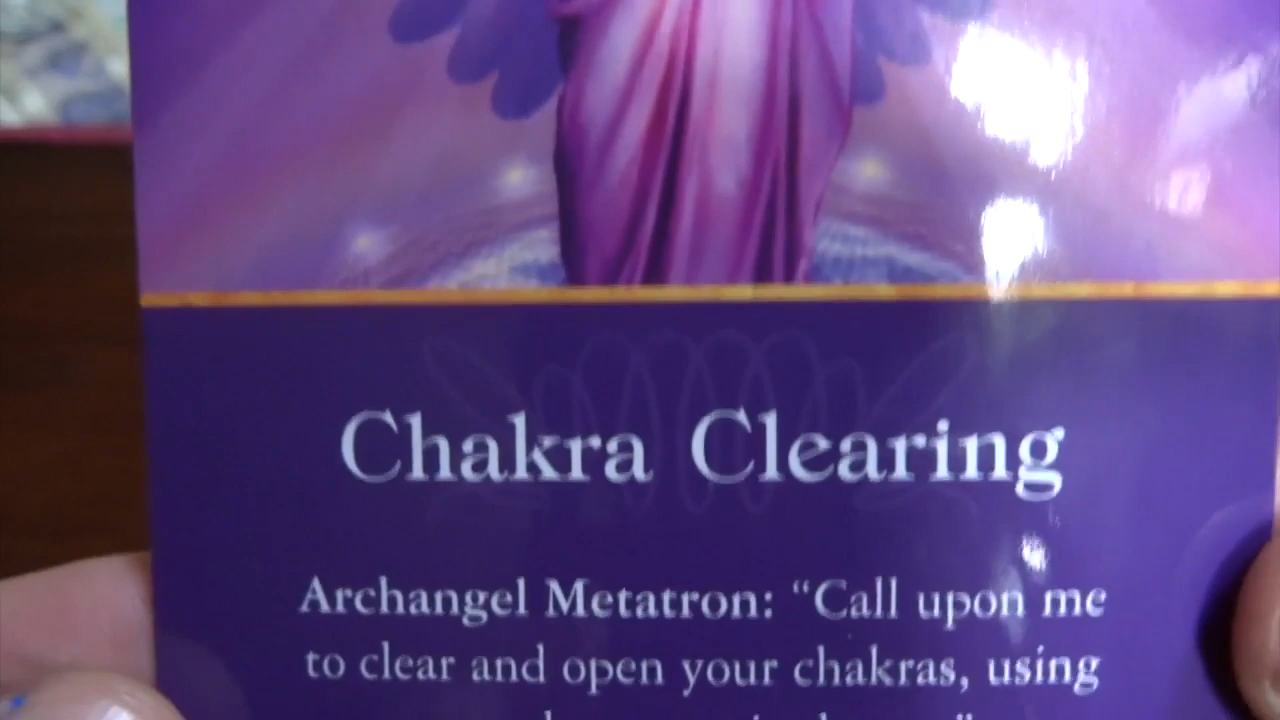 Chakra Clearing
Archangel Metatron: “Call upon me
to clear and open your chakras, using